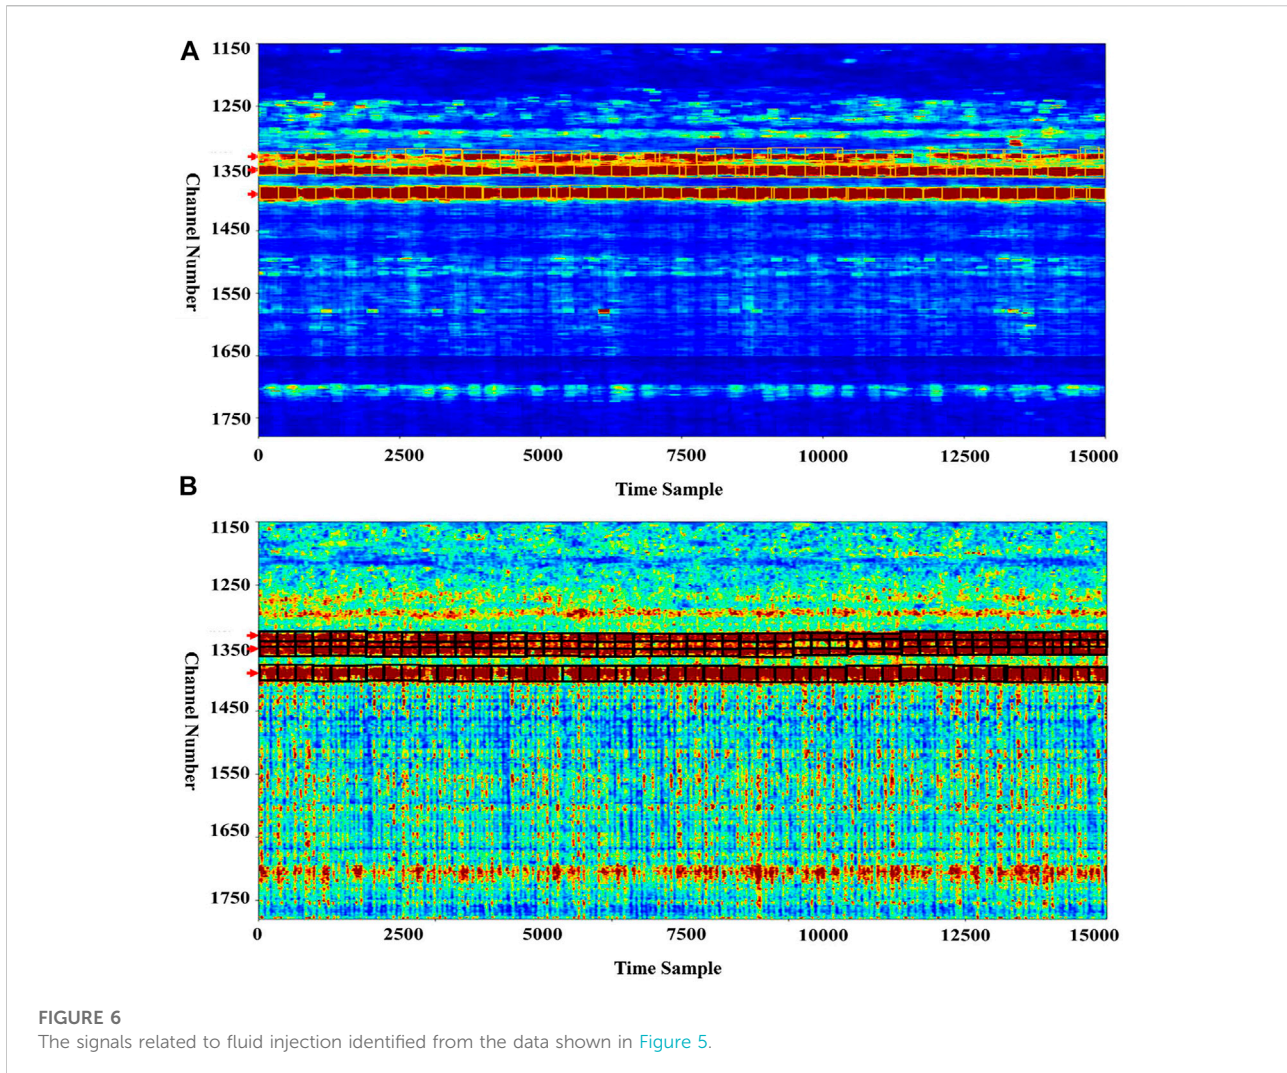 A
1150
1250
1350
1450
1550
1650
1750
Channel Number
0 2500 5000 7500 10000 12500 15000
Time Sample
B
1150
1250
1350
1450
1550
1650
1750
Channel Number
0 2500 5000 7500 10000 12500 15000
Time Sample
FIGURE 6
The signals related to fluid injection identified from the data shown in Figure 5.